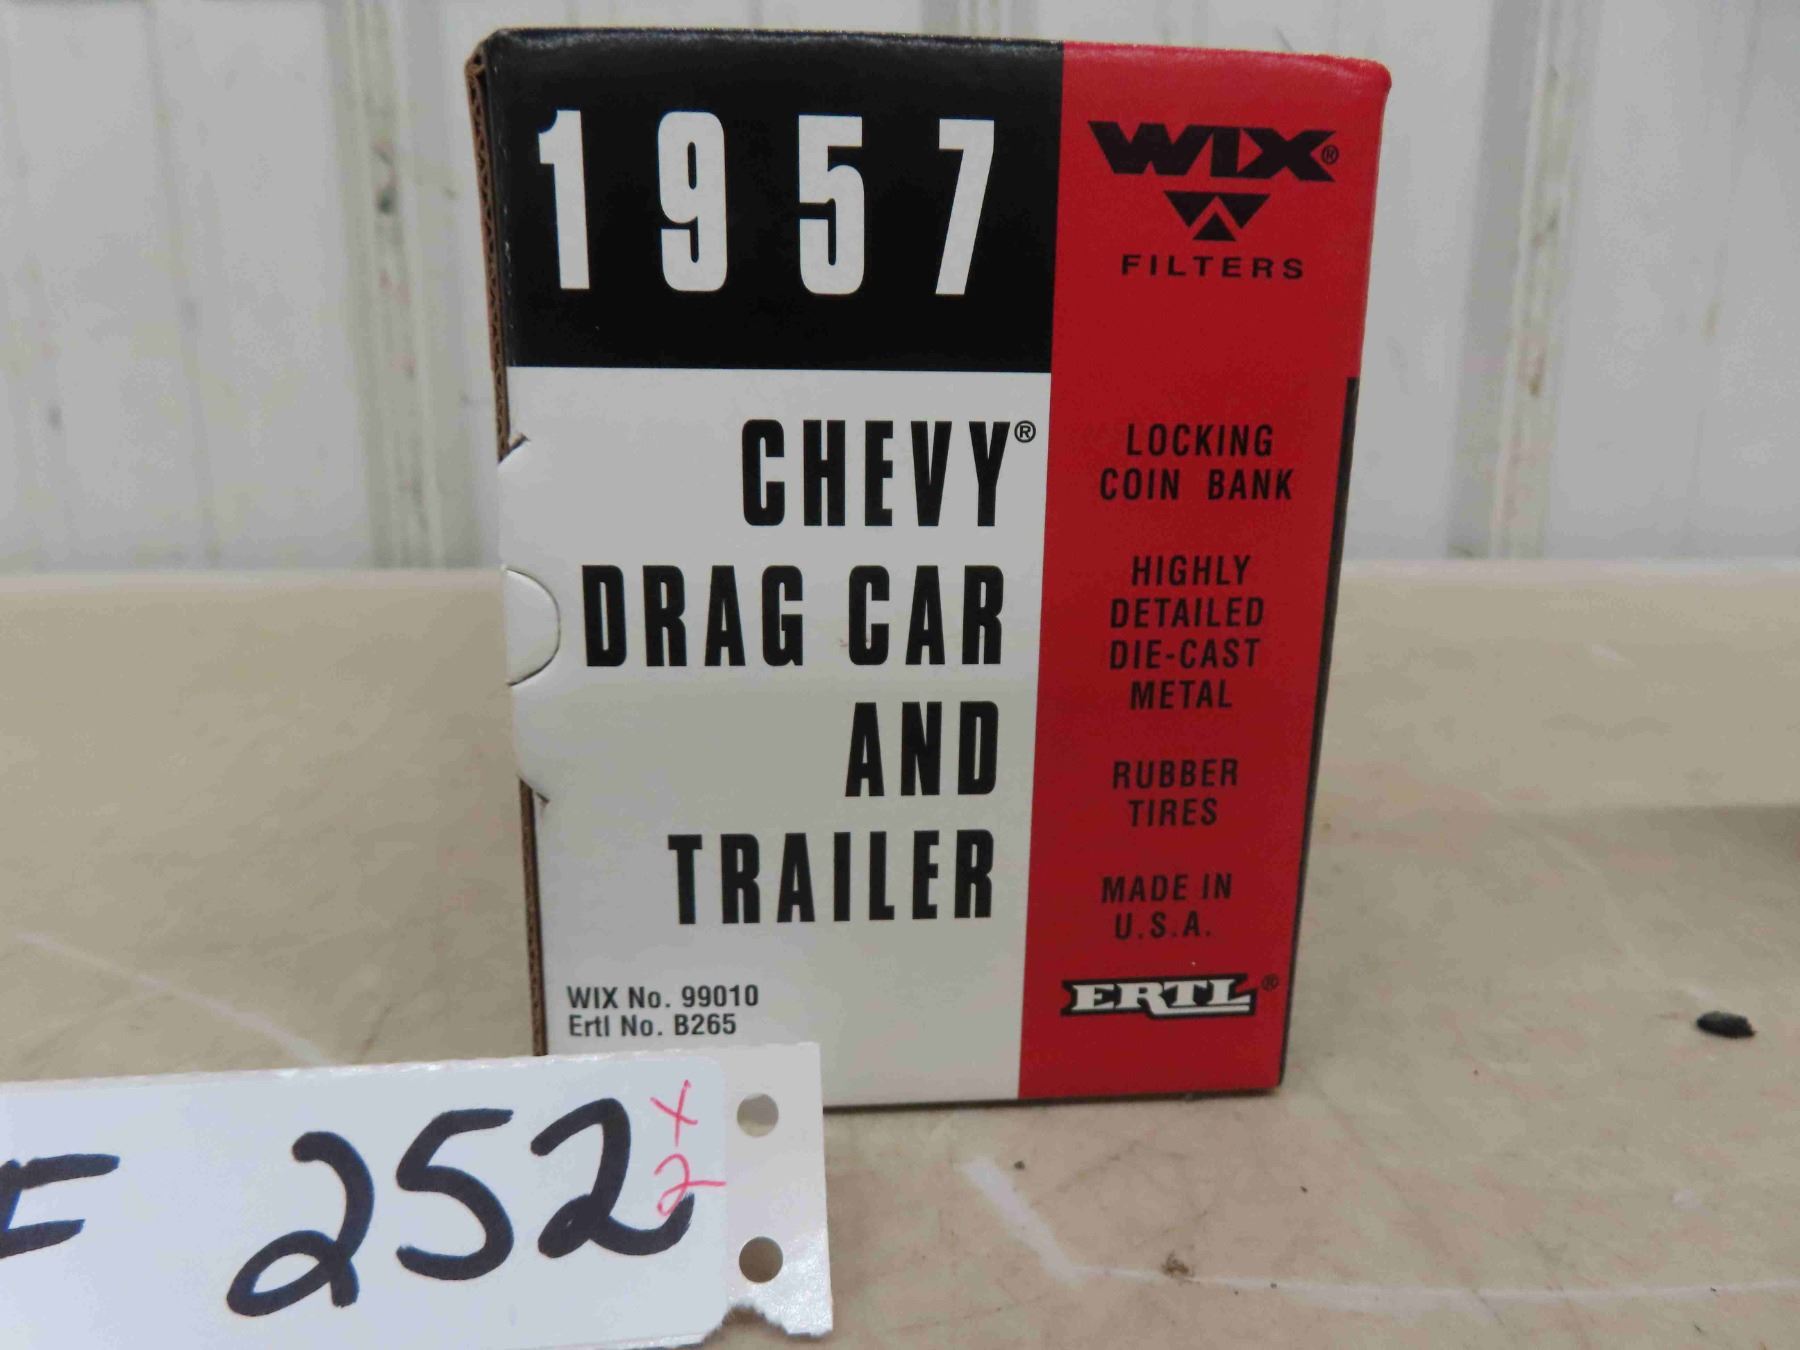 1957
CHEVY®
DRAG CAR
AND
TRAILER
WIX No. 99010
Ertl No. B265
WIX®
FILTERS
LOCKING
COIN BANK
HIGHLY
DETAILED
DIE-CAST
METAL
RUBBER
TIRES
MADE IN
U.S.A.
ERTL®
252 x2